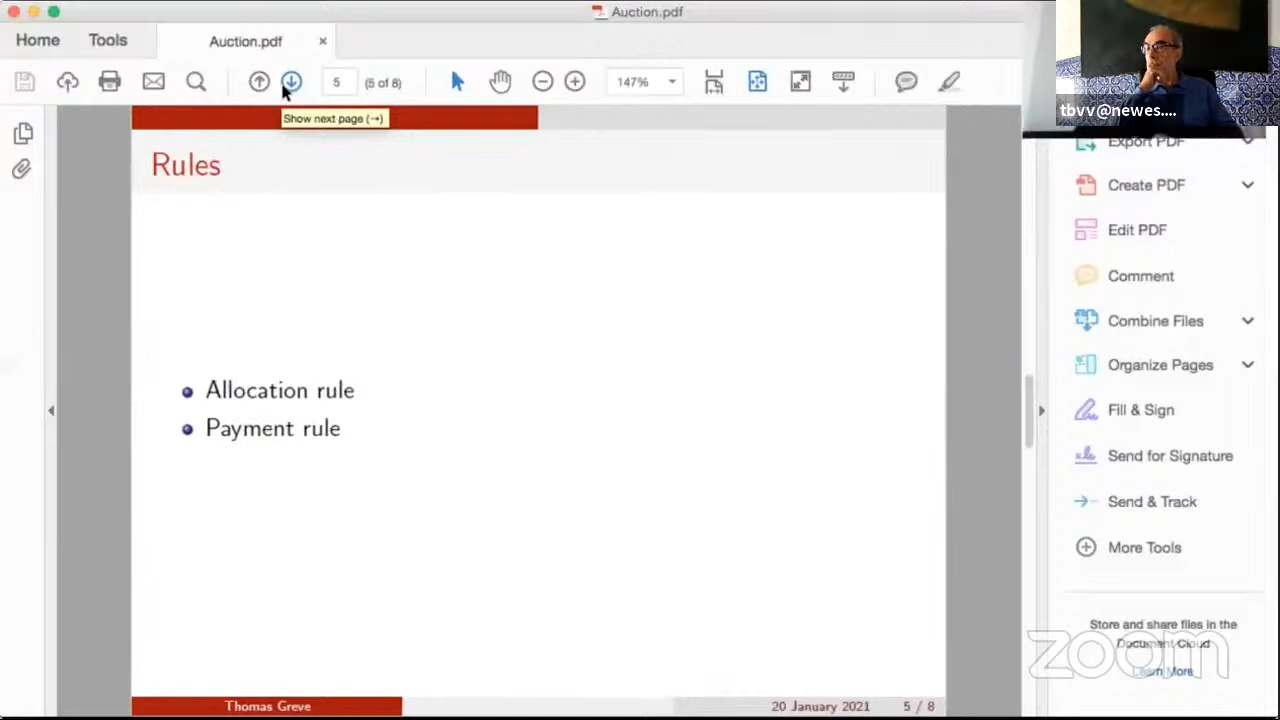 Auction.pdf
Home
Tools
Auction.pdf
×
5
(5 of 8)
147%
Show next page (→)
tbvv@newes....
Rules
Allocation rule
Payment rule
Export PDF
Create PDF
Edit PDF
Comment
Combine Files
Organize Pages
Fill & Sign
Send for Signature
Send & Track
More Tools
Store and share files in the
Document Cloud
Learn More
zoom
Thomas Greve
20 January 2021
5 / 8